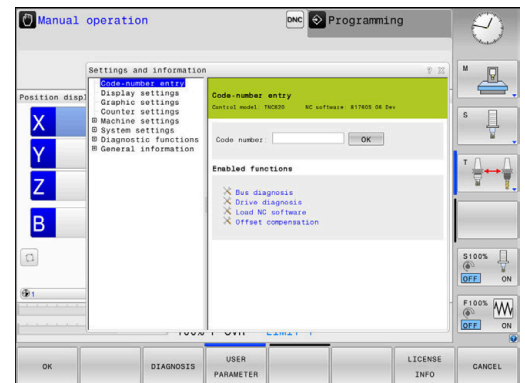 Manual operation
DNC
Programming
Settings and information
Position displ
Code-number entry
Display settings
Graphic settings
Counter settings
Machine settings
System settings
Diagnostic functions
General information
Code-number entry
Control model: TNC620 NC software: 817605 08 Dev
Code number:
OK
Enabled functions
Bus diagnosis
Drive diagnosis
Load NC software
Offset compensation
X
Y
Z
B
1
M
S
T
S100%
OFF ON
F100%
OFF ON
OK
DIAGNOSIS
USER PARAMETER
LICENSE INFO
CANCEL